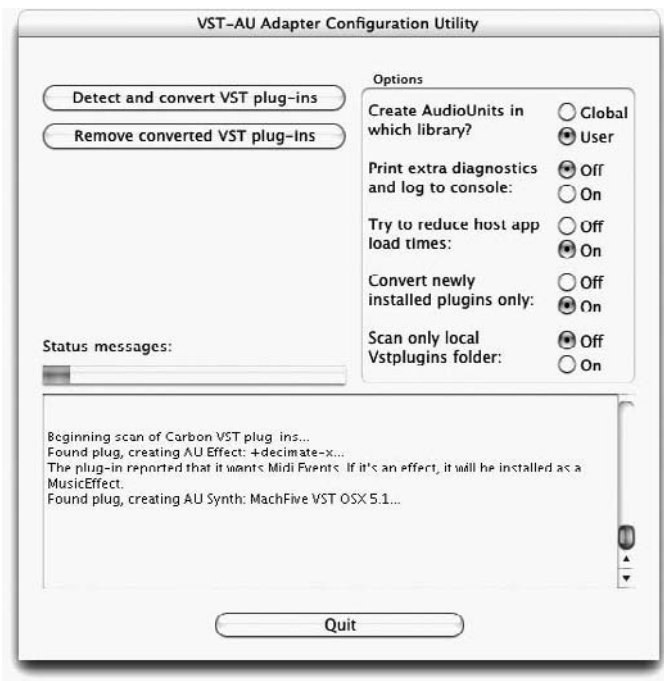 VST-AU Adapter Configuration Utility
Detect and convert VST plug-ins
Remove converted VST plug-ins
Options
Create AudioUnits in
which library?
Global
User
Print extra diagnostics
and log to console:
Off
On
Try to reduce host app
load times:
Off
On
Convert newly
installed plugins only:
Off
On
Scan only local
Vstplugins folder:
Off
On
Status messages:
Beginning scan of Carbon VST plug-ins...
Found plug, creating AU Effect: +decimate-x...
The plug-in reported that it wants Midi Events. If it's an effect, it will be installed as a
MusicEffect.
Found plug, creating AU Synth: MachFive VST OSX 5.1...
Quit